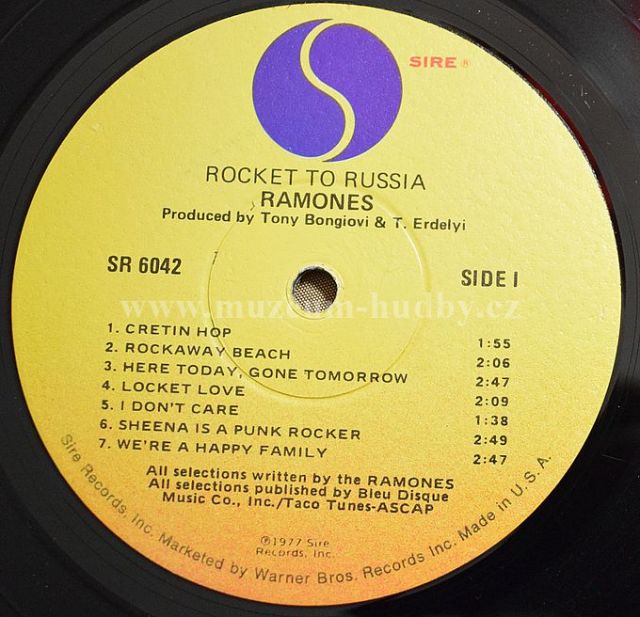 SIRE ®
ROCKET TO RUSSIA
RAMONES
Produced by Tony Bongiovi & T. Erdelyi
SR 6042
SIDE I
www.muzeum-hudby.cz
1. CRETIN HOP 1:55
2. ROCKAWAY BEACH 2:06
3. HERE TODAY, GONE TOMORROW 2:47
4. LOCKET LOVE 2:09
5. I DON'T CARE 1:38
6. SHEENA IS A PUNK ROCKER 2:49
7. WE'RE A HAPPY FAMILY 2:47
All selections written by the RAMONES
All selections published by Bleu Disque
Music Co., Inc./Taco Tunes-ASCAP
℗1977 Sire
Records, Inc.
Sire Records, Inc. Marketed by Warner Bros. Records Inc. Made in U.S.A.